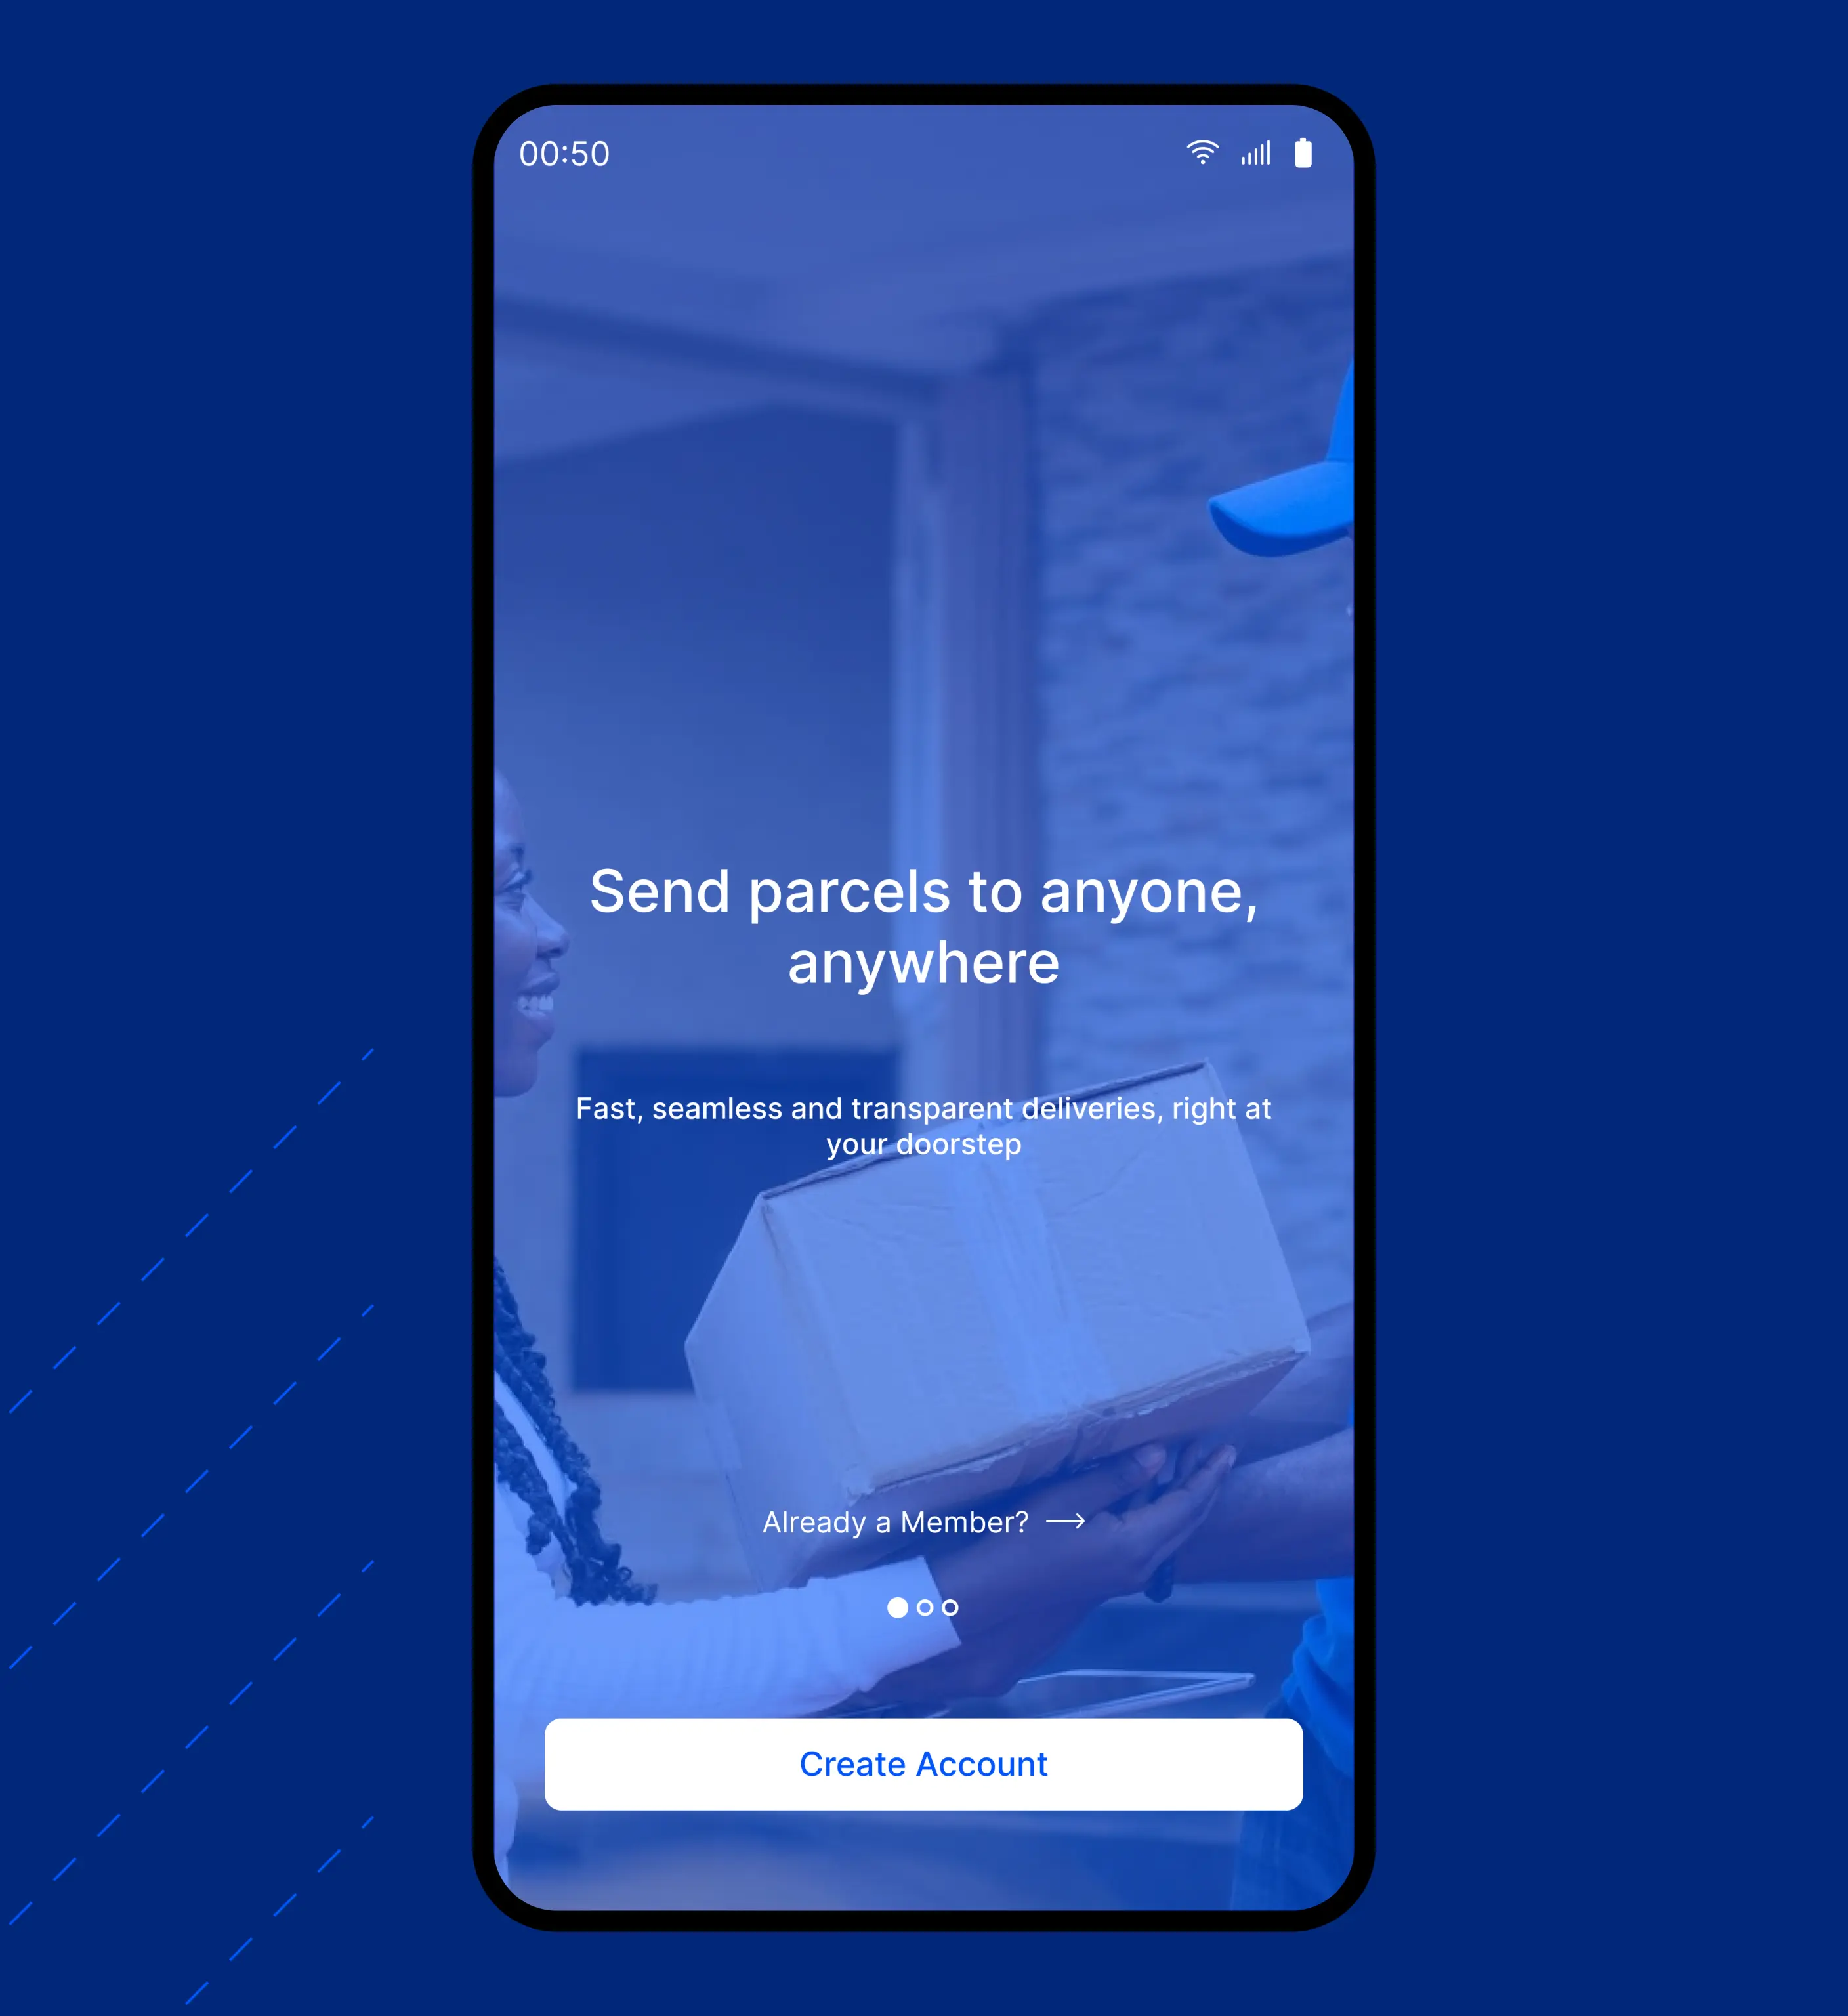 00:50
Send parcels to anyone,
anywhere
Fast, seamless and transparent deliveries, right at
your doorstep
Already a Member?
Create Account